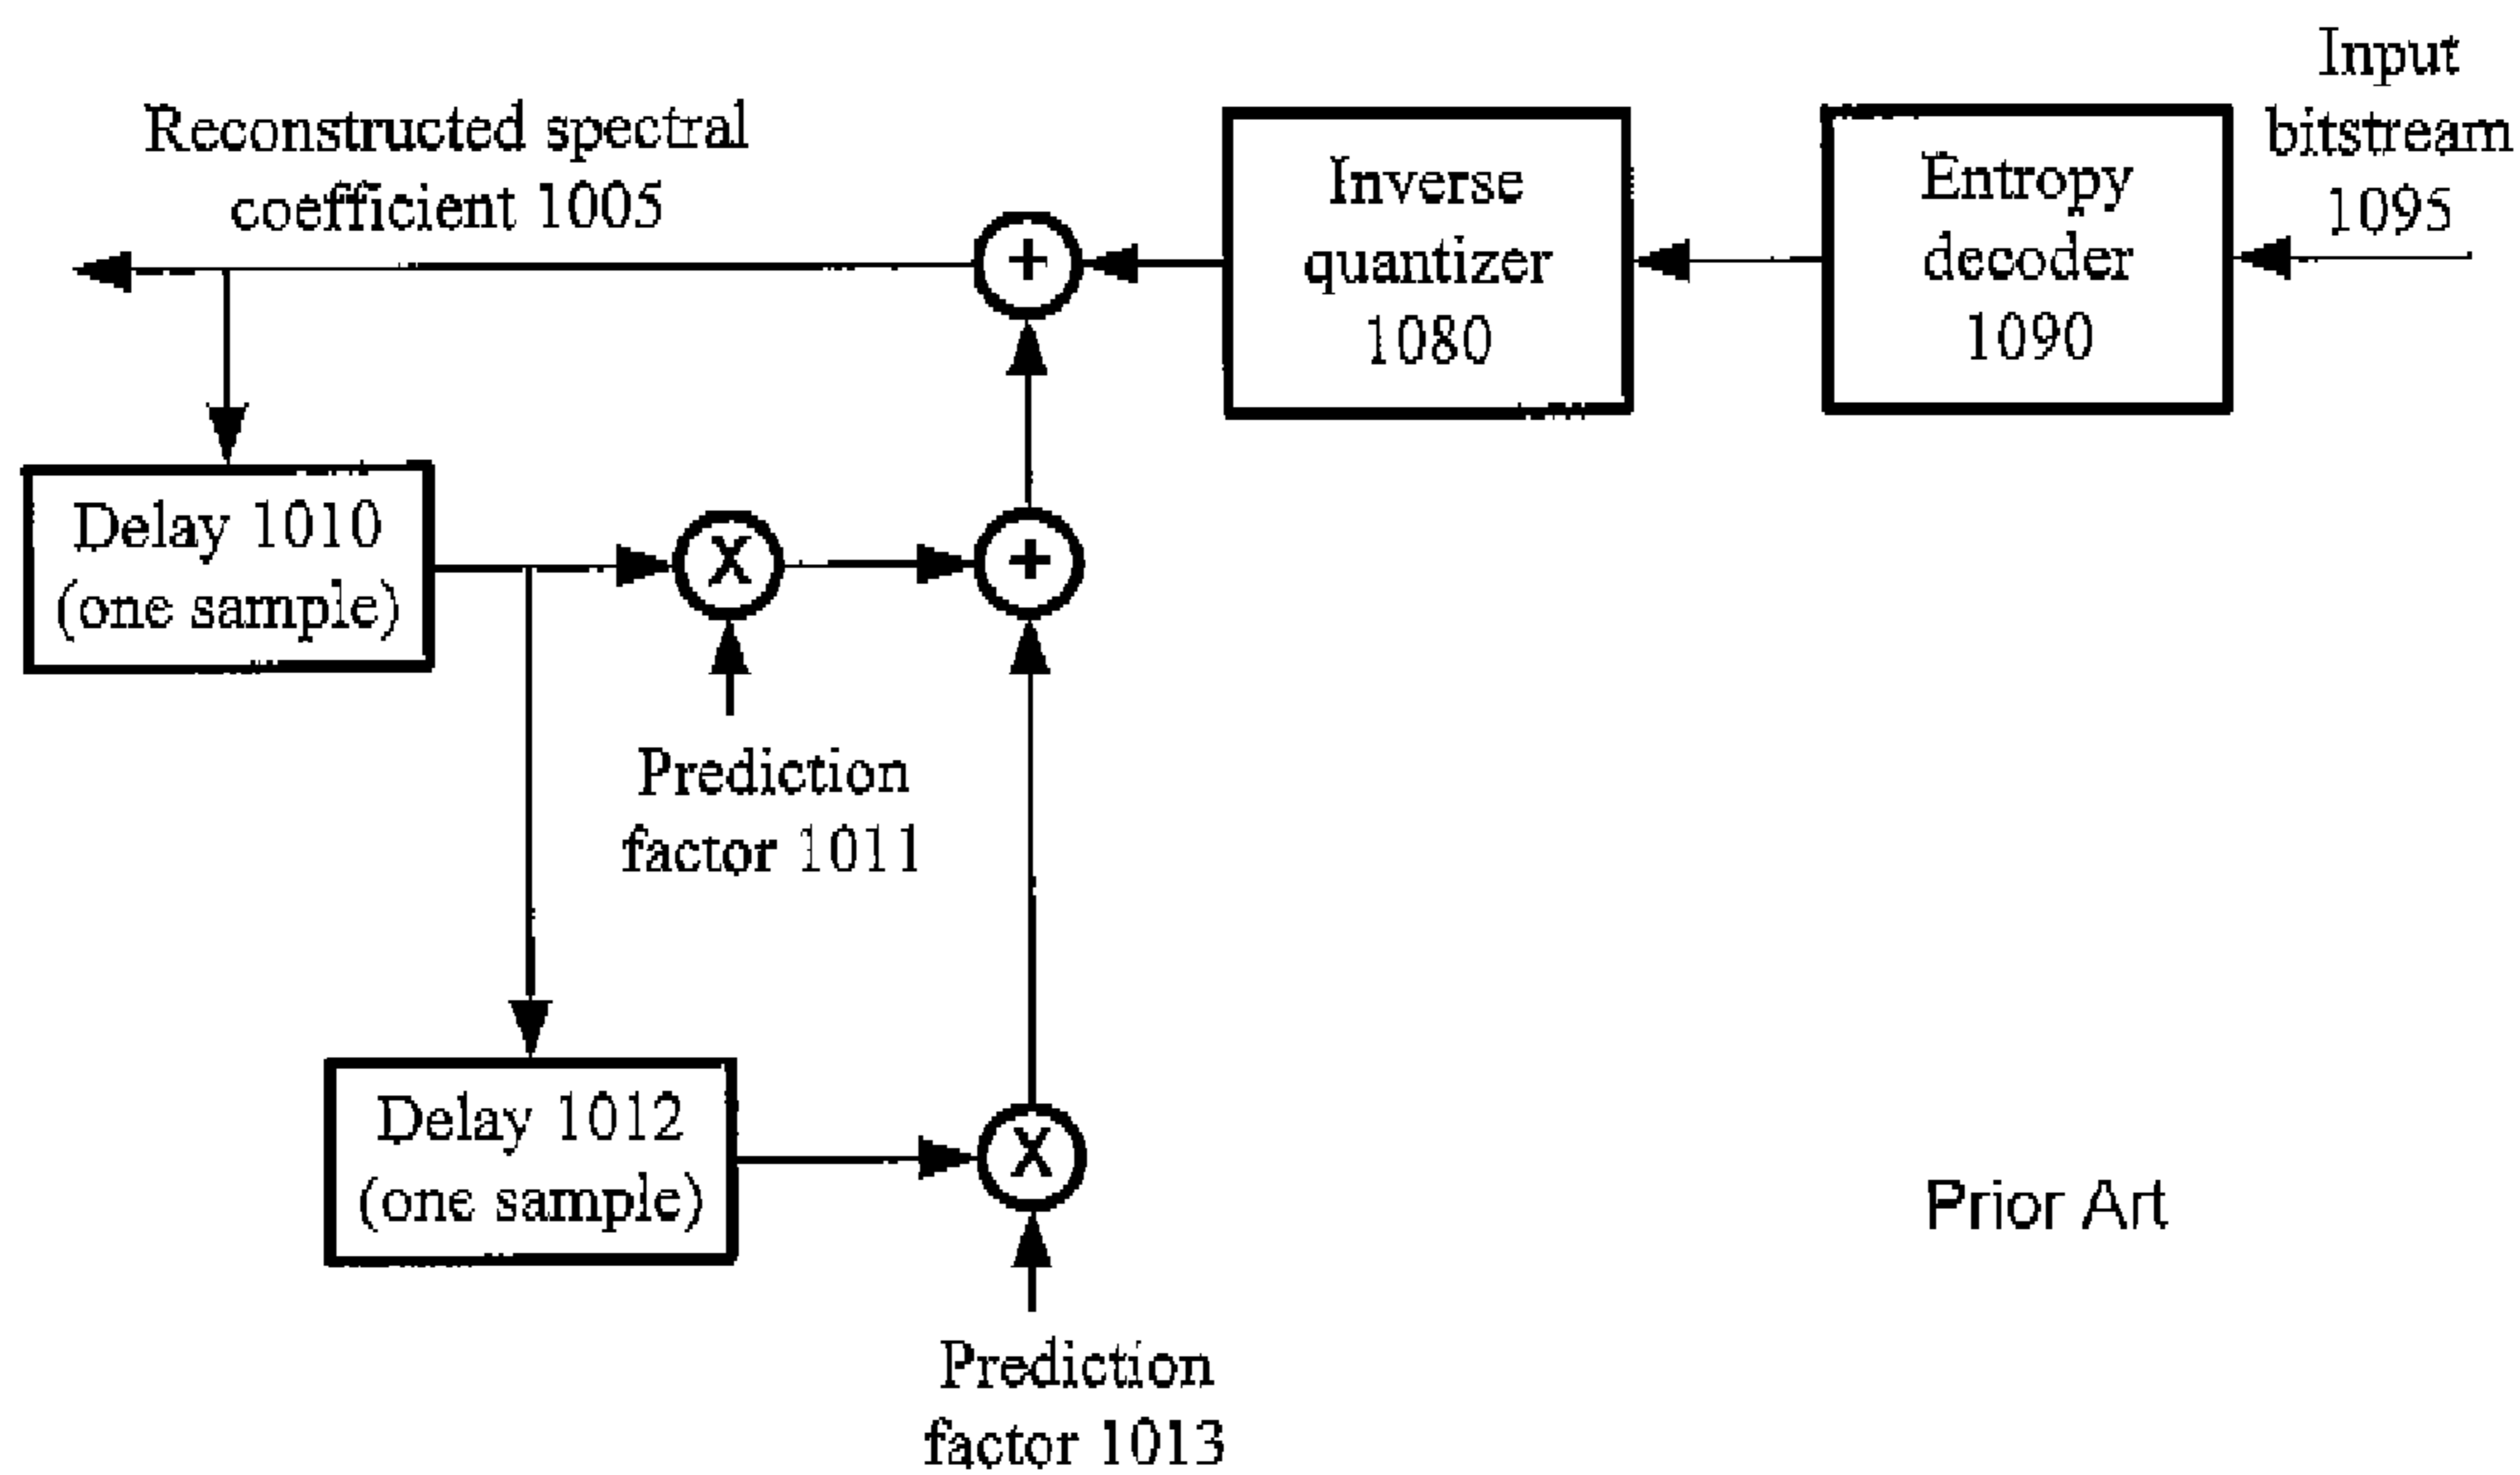 Input
bitstream
1095
Reconstructed spectral
coefficient 1005
+
Inverse
quantizer
1080
Entropy
decoder
1090
Delay 1010
(one sample)
X
+
Prediction
factor 1011
Delay 1012
(one sample)
X
Prediction
factor 1013
Prior Art